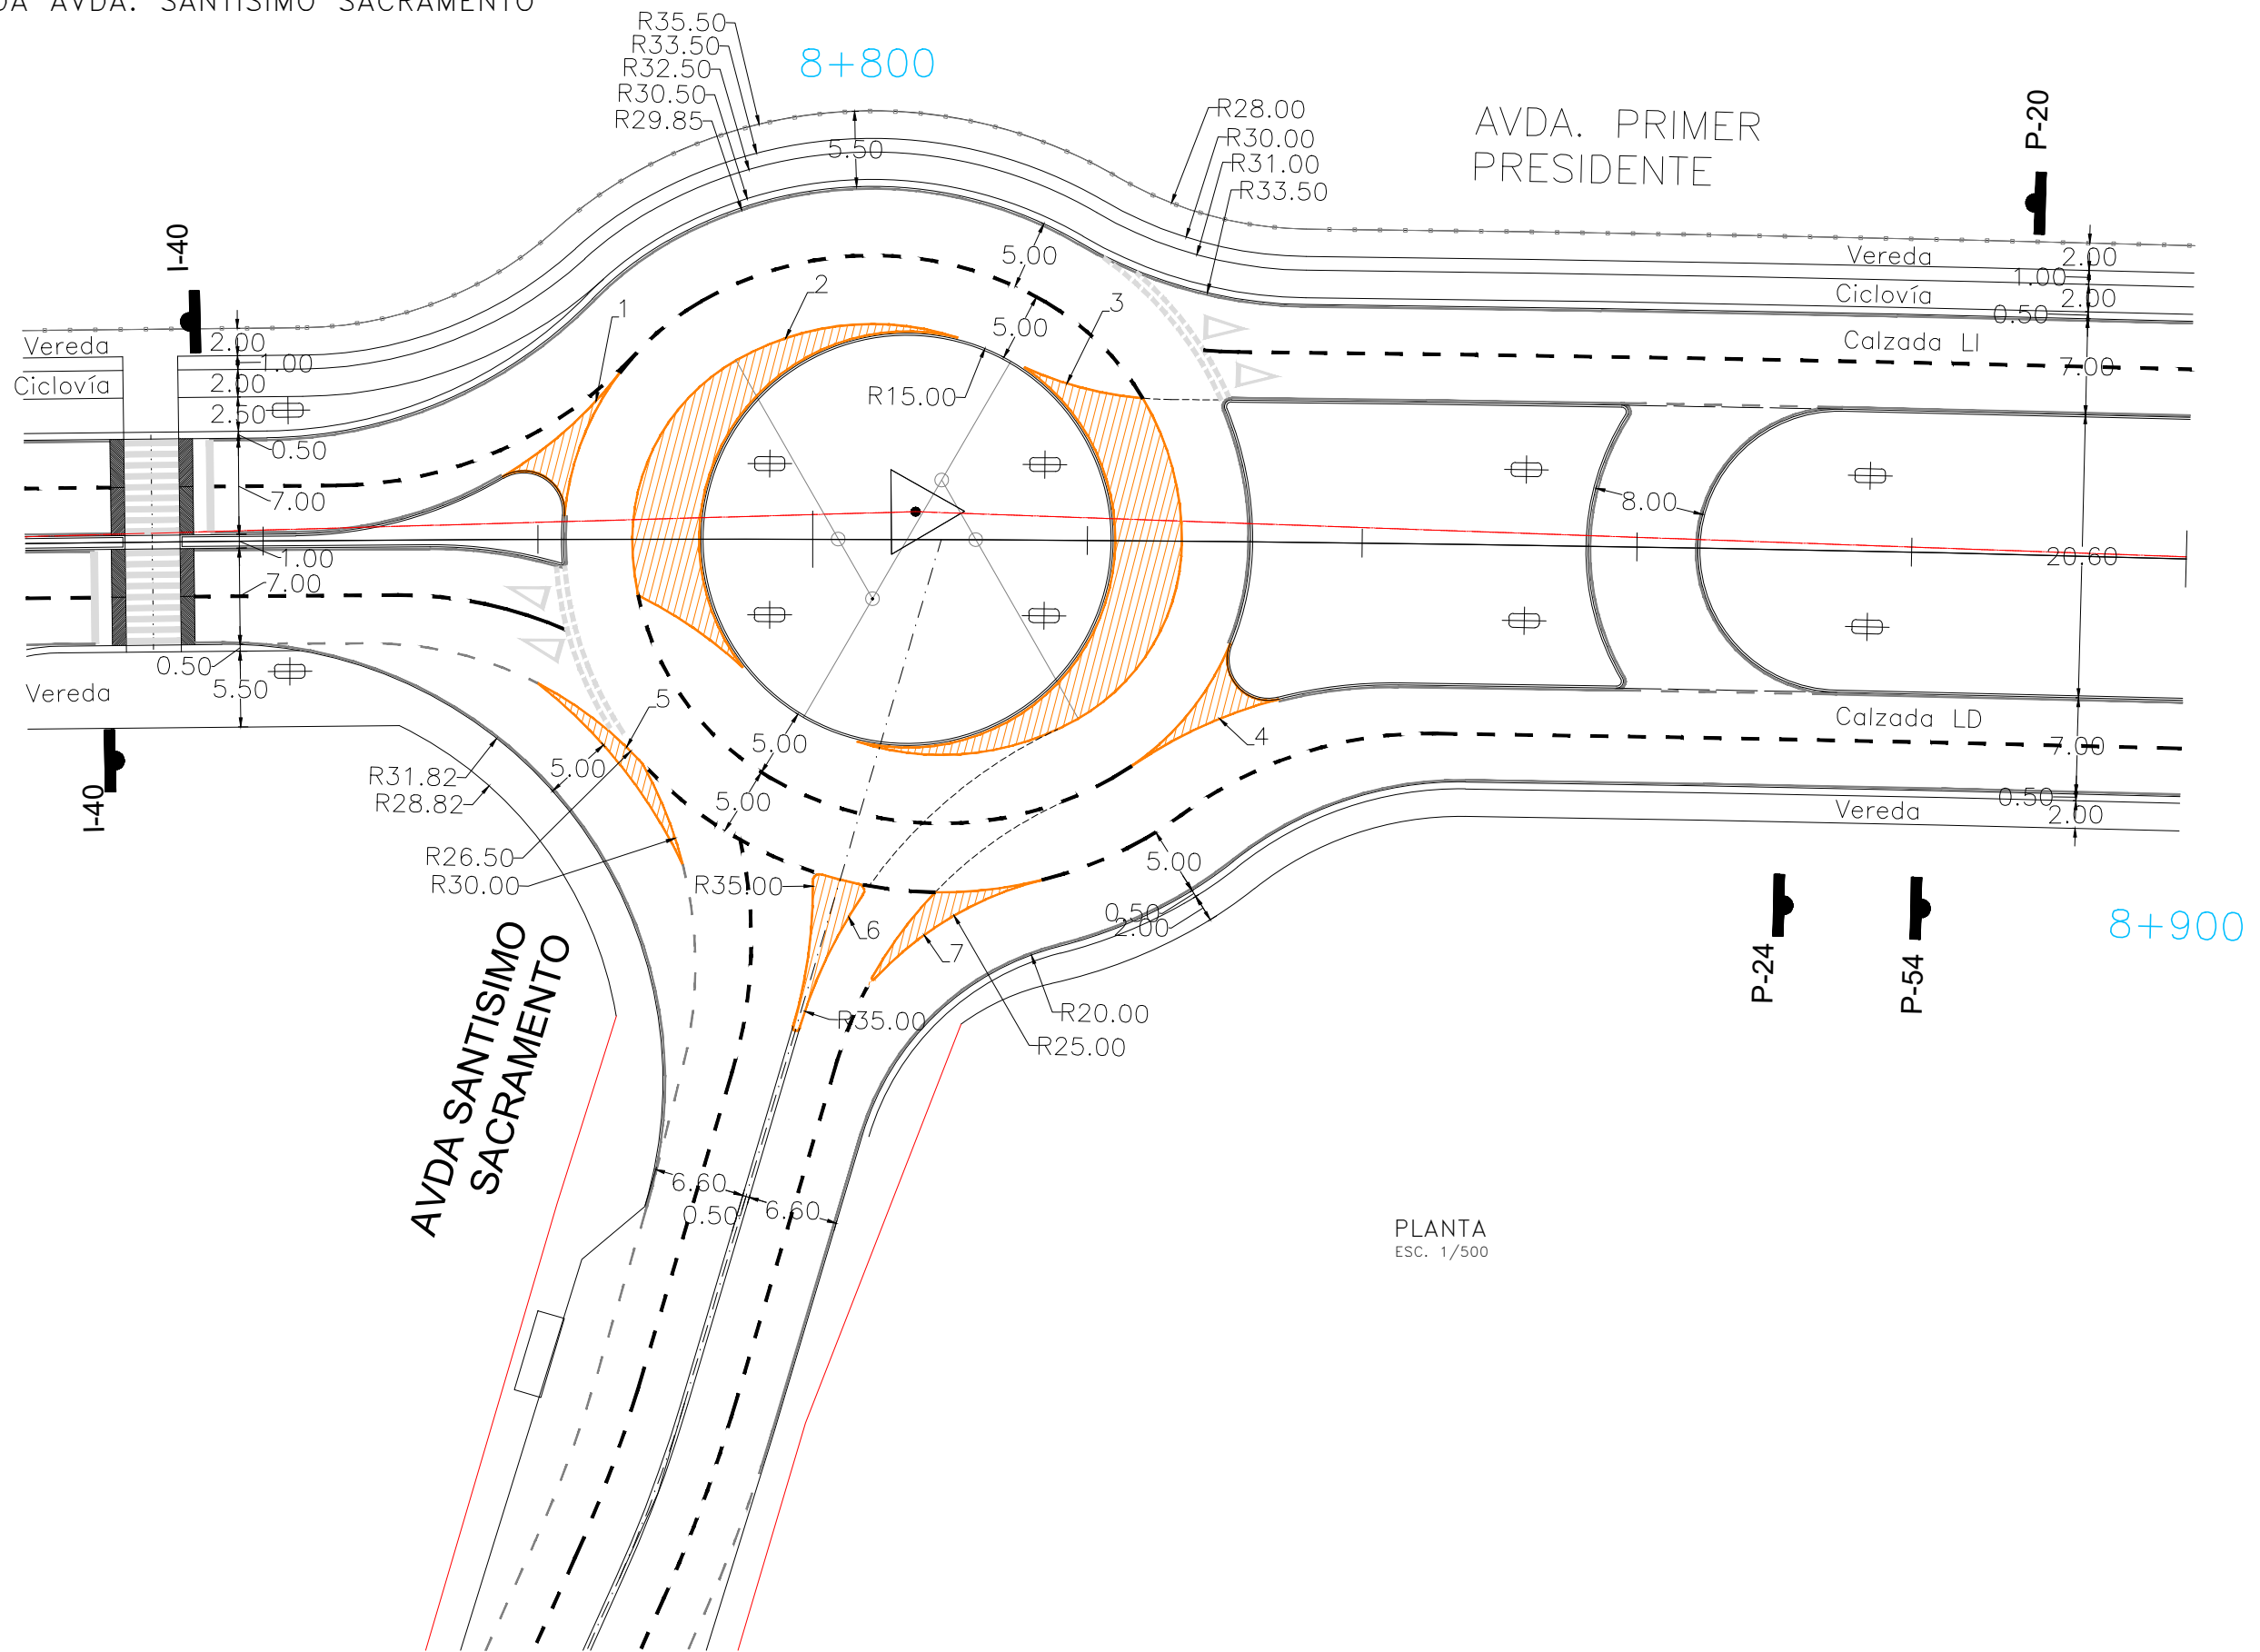 DA AVDA. SANTISIMO SACRAMENTO
R35.50
R33.50
R32.50
R30.50
R29.85
8+800
5.50
R28.00
R30.00
R31.00
R33.50
AVDA. PRIMER
PRESIDENTE
P-20
I-40
Vereda
2.00
1.00
Ciclovía
2.00
0.50
Calzada LI
7.00
5.00
5.00
1
2
3
Vereda
2.00
1.00
Ciclovía
2.00
2.50
0.50
7.00
R15.00
8.00
1.00
7.00
20.60
0.50
5.50
Vereda
5
4
Calzada LD
7.00
5.00
5.00
5.00
R31.82
R28.82
I-40
0.50
Vereda
2.00
R26.50
R30.00
R35.00
5.00
0.50
2.00
6
7
8+900
P-24
P-54
AVDA SANTISIMO
SACRAMENTO
R35.00
R20.00
R25.00
6.60
0.50
6.60
PLANTA
ESC. 1/500